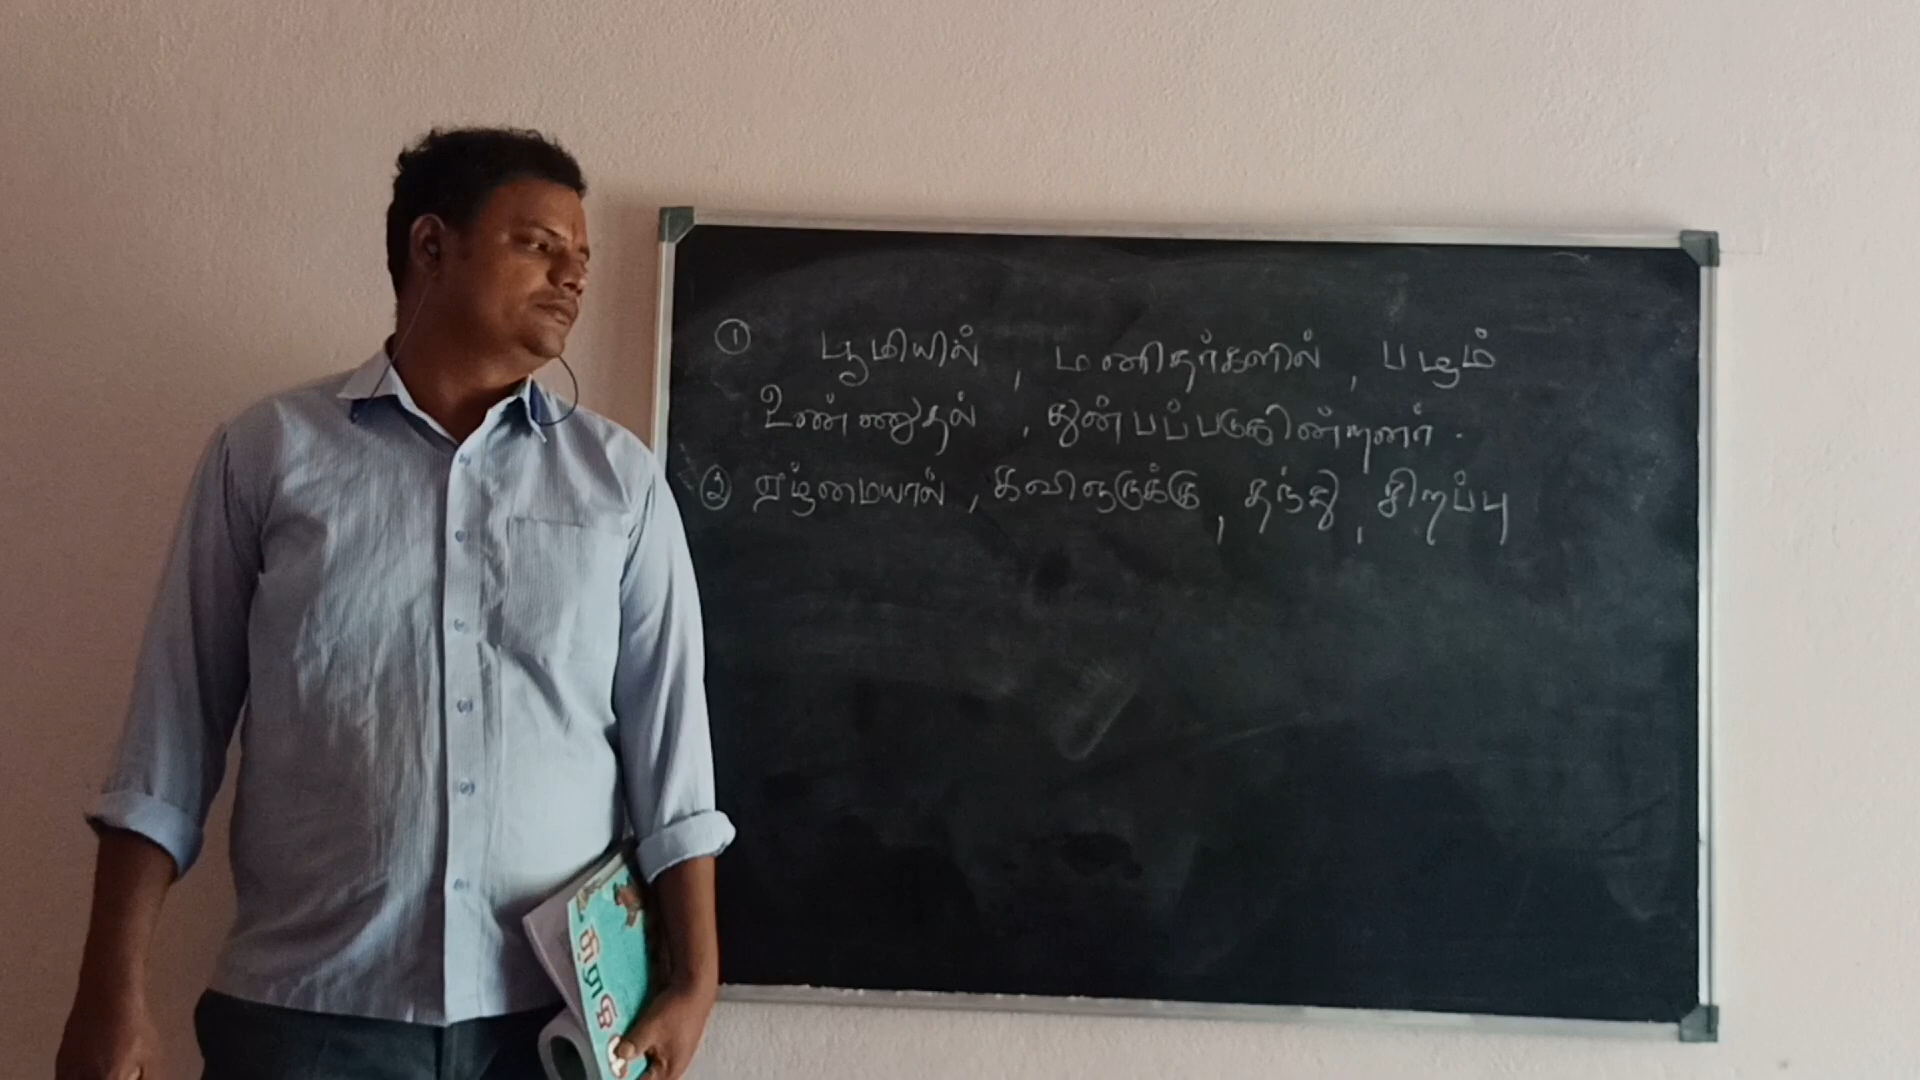 ① பூமியில் , மனிதர்களில் , பழம்
உண்ணுதல் , துன்பப்படுகின்றனர் .
② ஏழ்மையால் , கவிஞருக்கு , தந்து , சிறப்பு